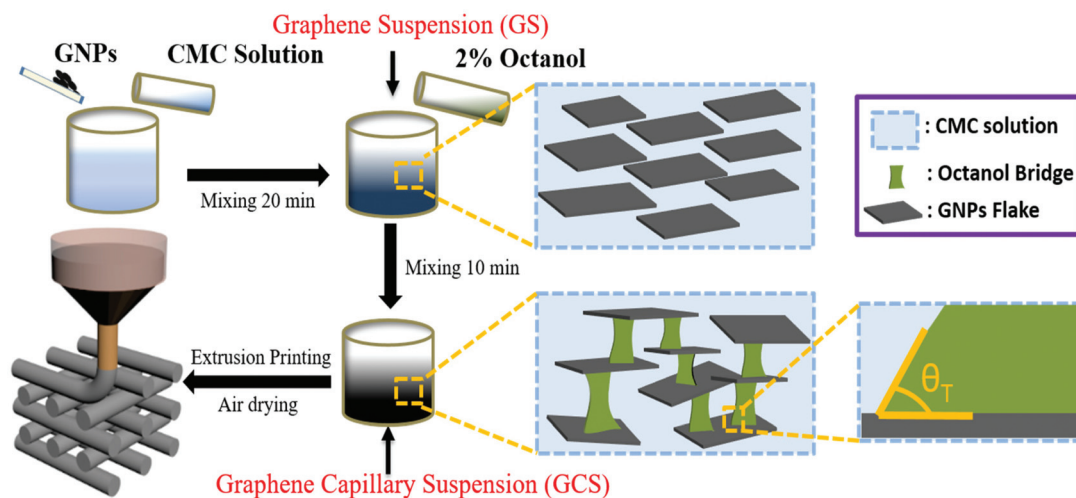 Graphene Suspension (GS)
GNPs
CMC Solution
2% Octanol
Mixing 20 min
: CMC solution
: Octanol Bridge
: GNPs Flake
Mixing 10 min
Extrusion Printing
Air drying
θT
Graphene Capillary Suspension (GCS)